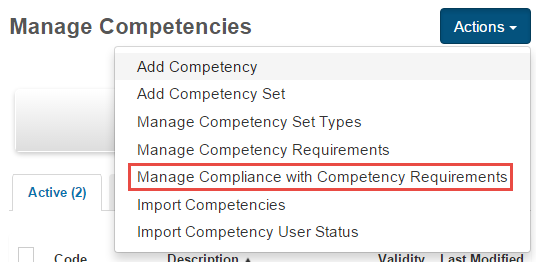 Manage Competencies
Actions
Add Competency
Add Competency Set
Manage Competency Set Types
Manage Competency Requirements
Manage Compliance with Competency Requirements
Import Competencies
Import Competency User Status
Active (2)
Code Description Validity Last Modified